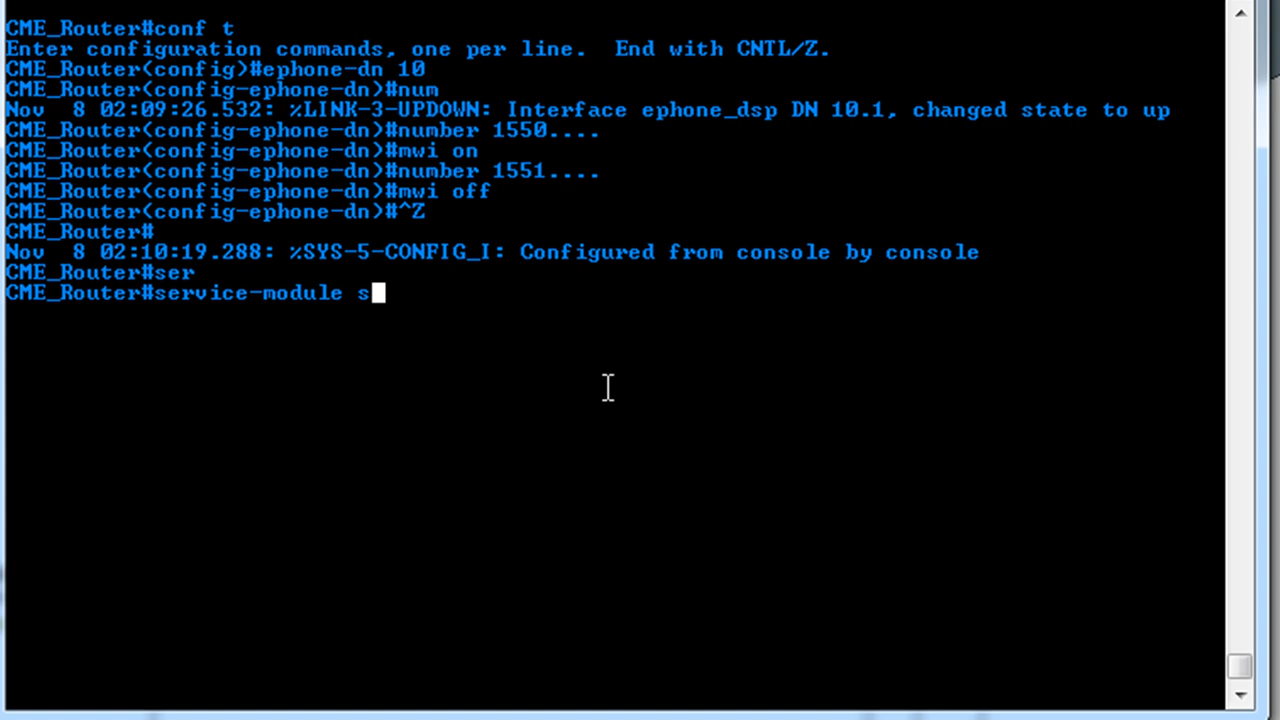 CME_Router#conf t
Enter configuration commands, one per line.  End with CNTL/Z.
CME_Router(config)#ephone-dn 10
CME_Router(config-ephone-dn)#num
Nov  8 02:09:26.532: %LINK-3-UPDOWN: Interface ephone_dsp DN 10.1, changed state to up
CME_Router(config-ephone-dn)#number 1550....
CME_Router(config-ephone-dn)#mwi on
CME_Router(config-ephone-dn)#number 1551....
CME_Router(config-ephone-dn)#mwi off
CME_Router(config-ephone-dn)#^Z
CME_Router#
Nov  8 02:10:19.288: %SYS-5-CONFIG_I: Configured from console by console
CME_Router#ser
CME_Router#service-module s